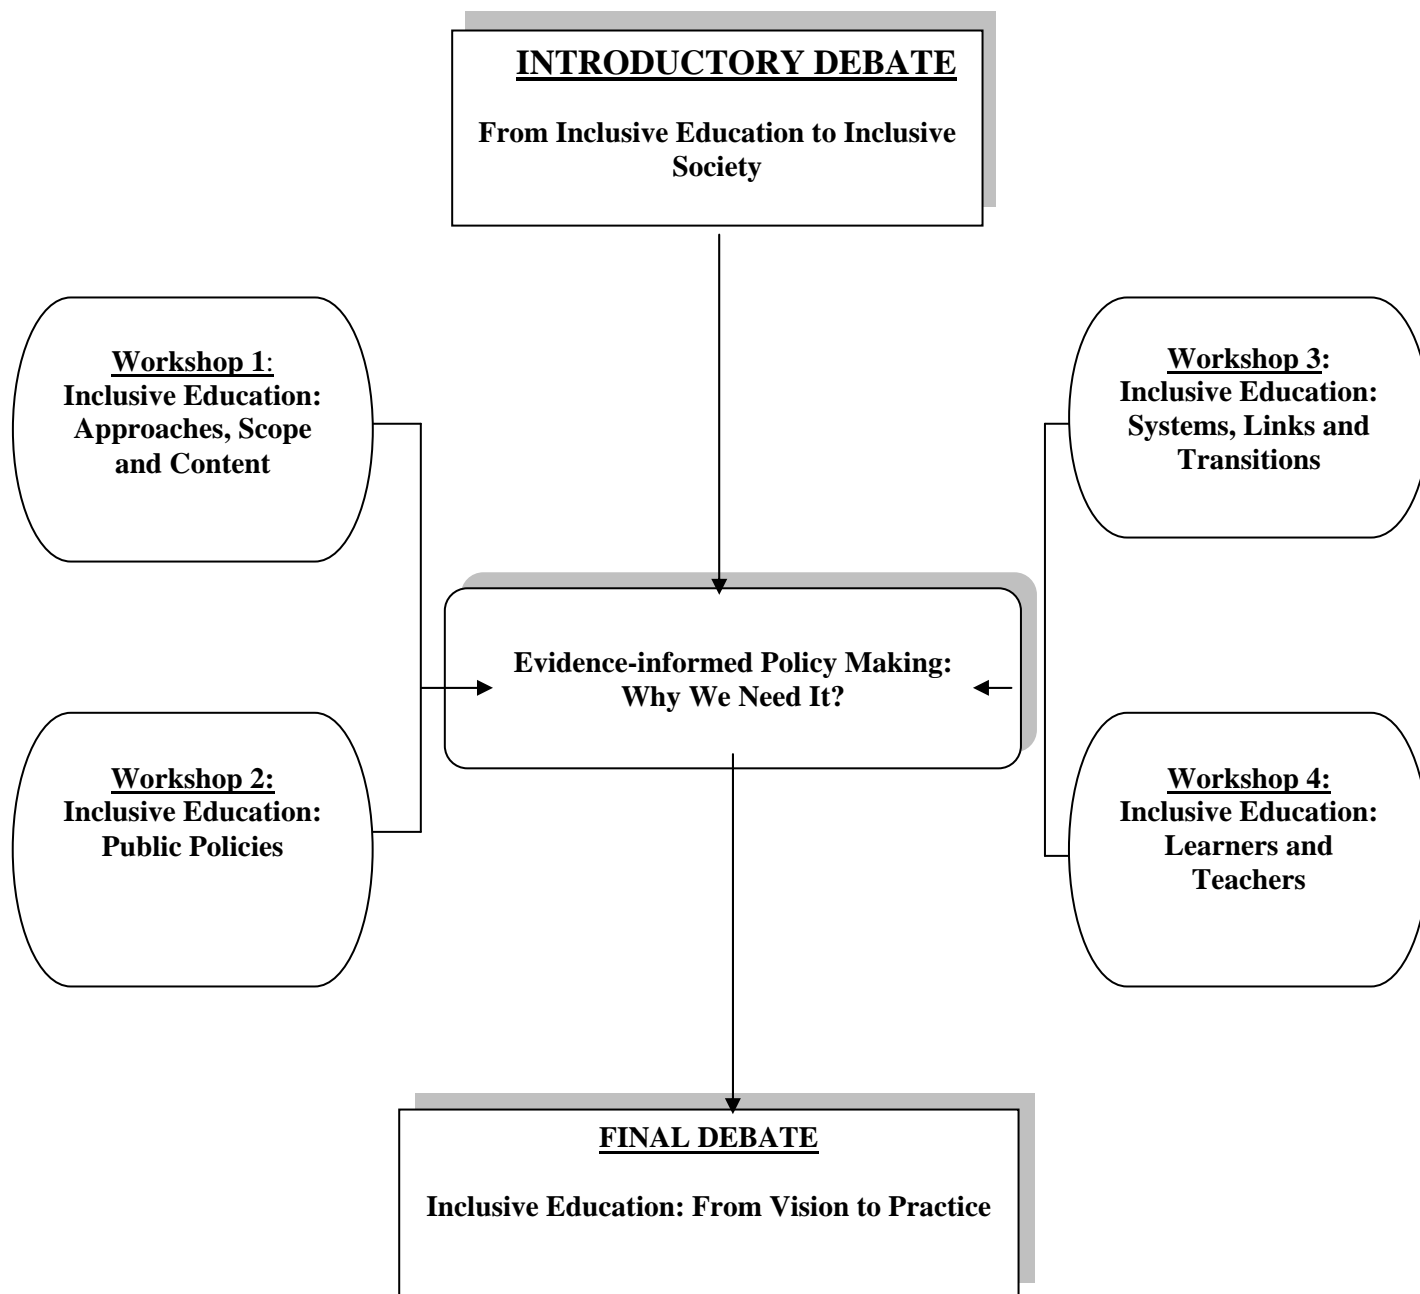 INTRODUCTORY DEBATE
From Inclusive Education to Inclusive
Society
Workshop 1:
Inclusive Education:
Approaches, Scope
and Content
Workshop 3:
Inclusive Education:
Systems, Links and
Transitions
Evidence-informed Policy Making:
Why We Need It?
Workshop 2:
Inclusive Education:
Public Policies
Workshop 4:
Inclusive Education:
Learners and
Teachers
FINAL DEBATE
Inclusive Education: From Vision to Practice